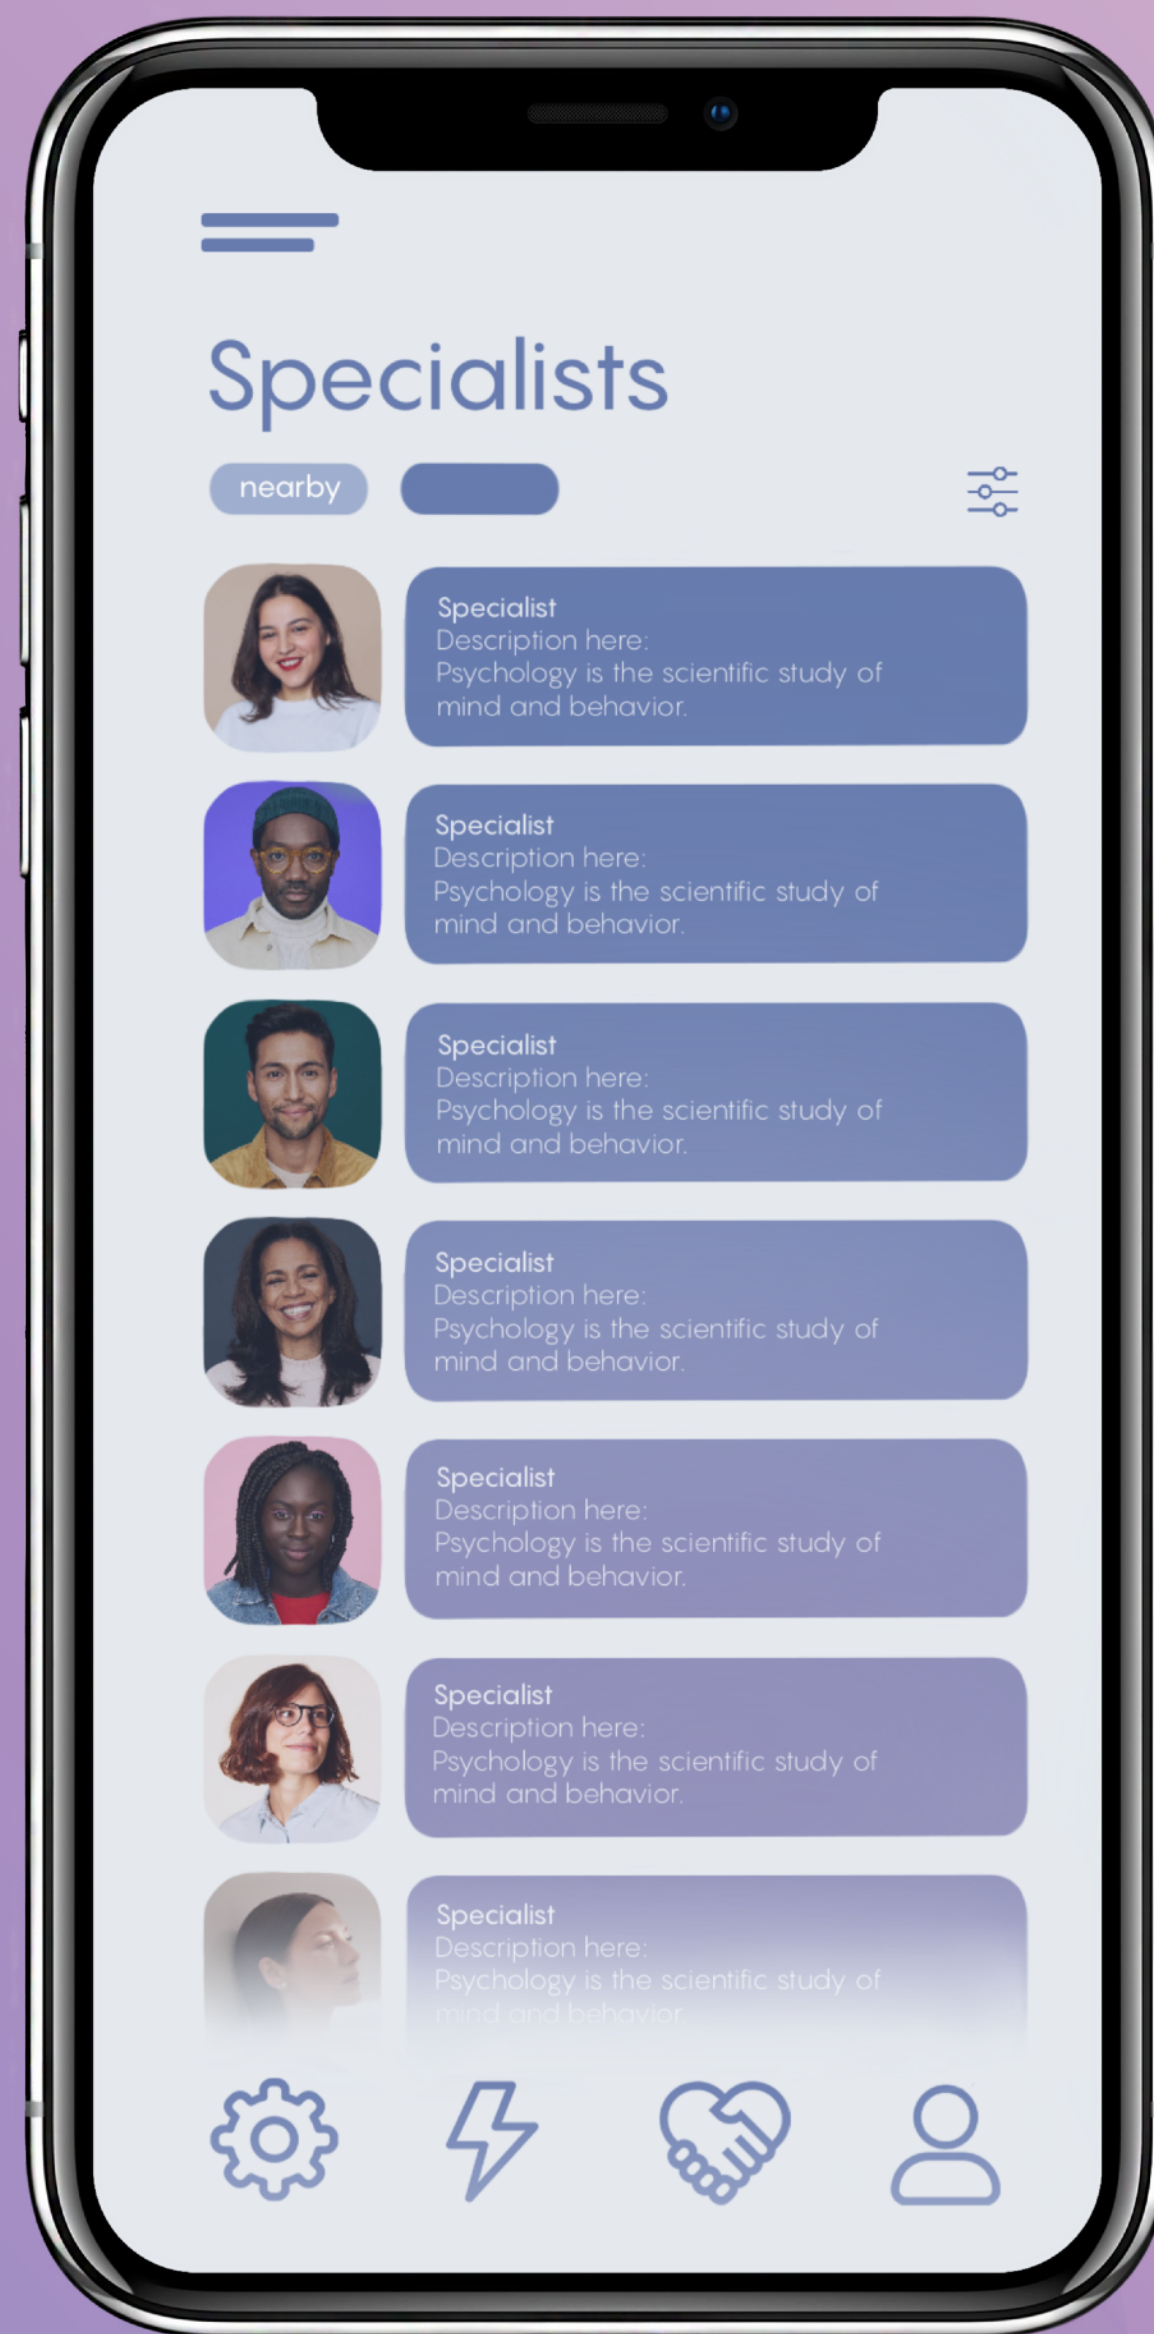 Specialists
nearby
Specialist
Description here:
Psychology is the scientific study of
mind and behavior.
Specialist
Description here:
Psychology is the scientific study of
mind and behavior.
Specialist
Description here:
Psychology is the scientific study of
mind and behavior.
Specialist
Description here:
Psychology is the scientific study of
mind and behavior.
Specialist
Description here:
Psychology is the scientific study of
mind and behavior.
Specialist
Description here:
Psychology is the scientific study of
mind and behavior.
Specialist
Description here:
Psychology is the scientific study of
mind and behavior.